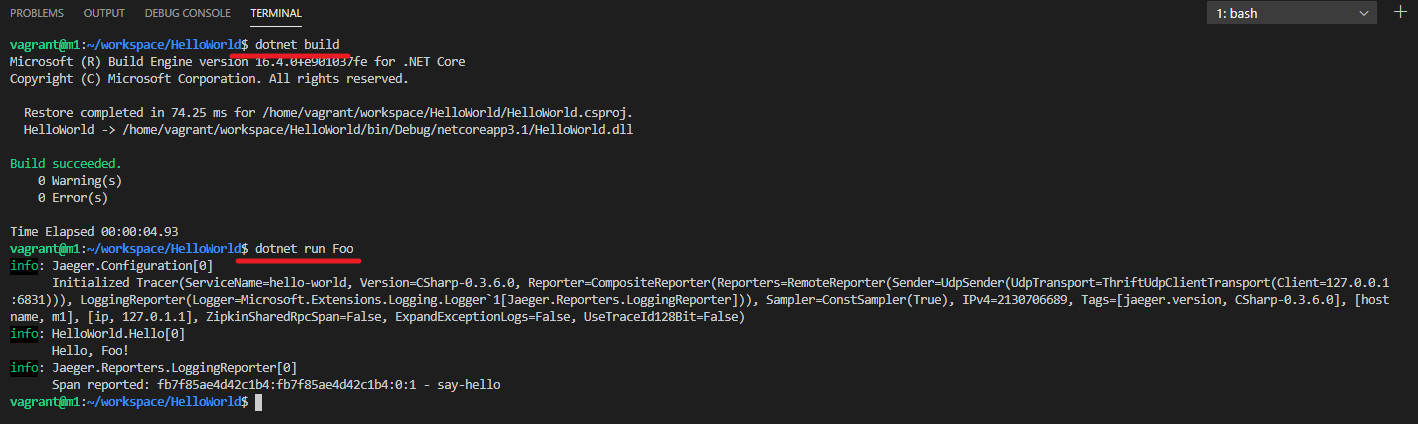 PROBLEMS OUTPUT DEBUG CONSOLE TERMINAL 1: bash
vagrant@m1:~/workspace/HelloWorld$ dotnet build
Microsoft (R) Build Engine version 16.4.0+e901037fe for .NET Core
Copyright (C) Microsoft Corporation. All rights reserved.
Restore completed in 74.25 ms for /home/vagrant/workspace/HelloWorld/HelloWorld.csproj.
HelloWorld -> /home/vagrant/workspace/HelloWorld/bin/Debug/netcoreapp3.1/HelloWorld.dll
Build succeeded.
0 Warning(s)
0 Error(s)
Time Elapsed 00:00:04.93
vagrant@m1:~/workspace/HelloWorld$ dotnet run Foo
info: Jaeger.Configuration[0]
Initialized Tracer(ServiceName=hello-world, Version=CSharp-0.3.6.0, Reporter=CompositeReporter(Reporters=RemoteReporter(Sender=UdpSender(UdpTransport=ThriftUdpClientTransport(Client=127.0.0.1
:6831))), LoggingReporter(Logger=Microsoft.Extensions.Logging.Logger`1[Jaeger.Reporters.LoggingReporter])), Sampler=ConstSampler(True), IPv4=2130706689, Tags=[jaeger.version, CSharp-0.3.6.0], [host
name, m1], [ip, 127.0.1.1], ZipkinSharedRpcSpan=False, ExpandExceptionLogs=False, UseTraceId128Bit=False)
info: HelloWorld.Hello[0]
Hello, Foo!
info: Jaeger.Reporters.LoggingReporter[0]
Span reported: fb7f85ae4d42c1b4:fb7f85ae4d42c1b4:0:1 - say-hello
vagrant@m1:~/workspace/HelloWorld$